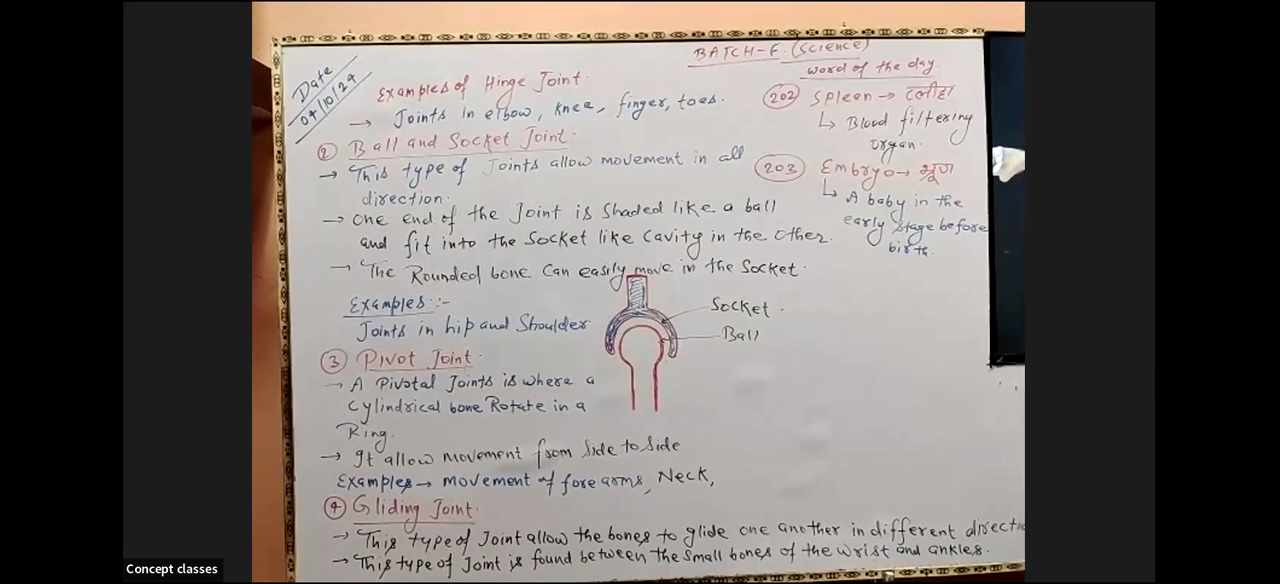 Date
04/10/24
BATCH-F (Science)
word of the day
Examples of Hinge Joint.
→ Joints in elbow, knee, finger, toes.
② Ball and Socket Joint.
→ This type of Joints allow movement in all
direction.
→ One end of the Joint is Shaded like a ball
and fit into the Socket like Cavity in the other.
→ The Rounded bone Can easily move in the Socket.
Examples:-
Joints in hip and Shoulder
Socket
Ball
③ Pivot Joint.
→ A Pivotal Joints is where a
Cylindrical bone Rotate in a
Ring.
→ It allow movement from Side to Side
Examples → movement of fore arms, Neck,
④ Gliding Joint.
→ This type of Joint allow the bones to glide one another in different directio
→ This type of Joint is found between the small bones of the wrist and ankles.
202 Spleen → प्लीहा
↳ Blood filtering
organ.
203 Embryo → भ्रूण
↳ A baby in the
early stage before
birth.
Concept classes